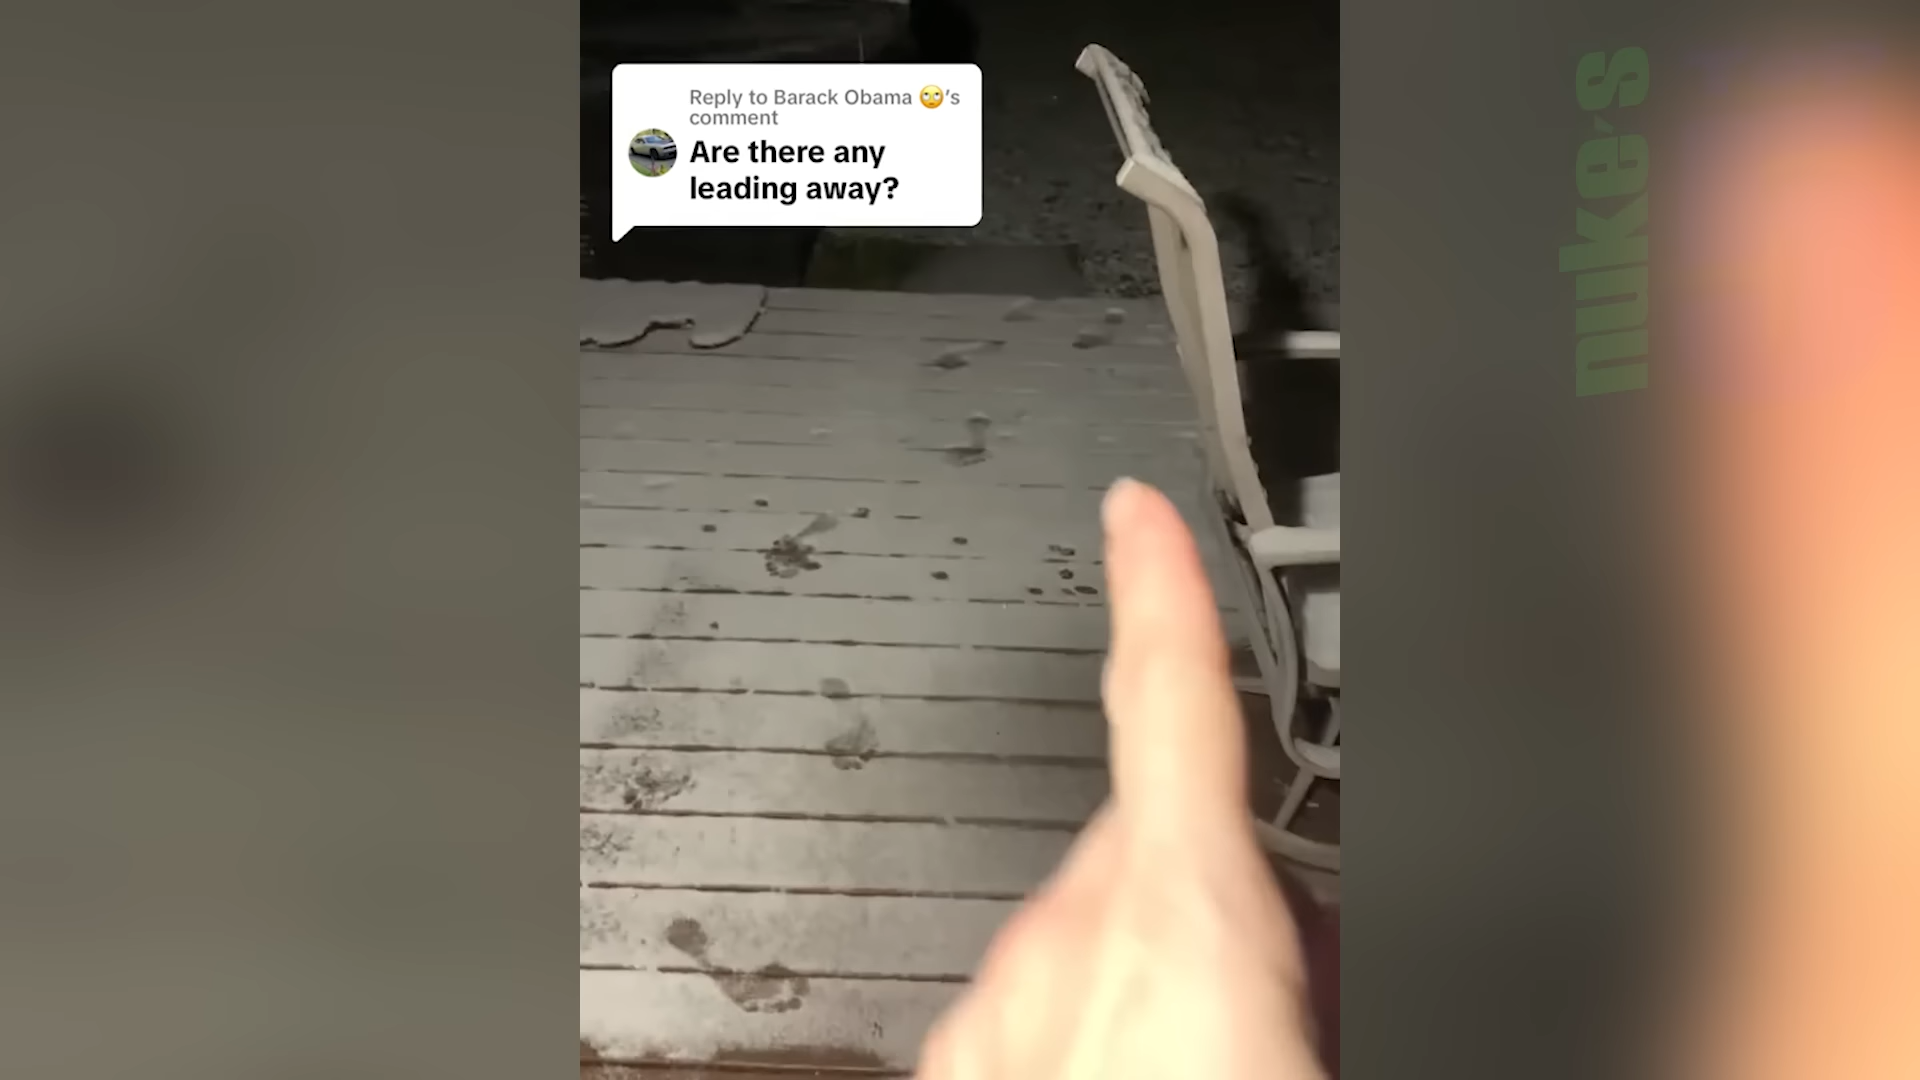 Reply to Barack Obama 🙄's
comment
Are there any
leading away?
nuke's